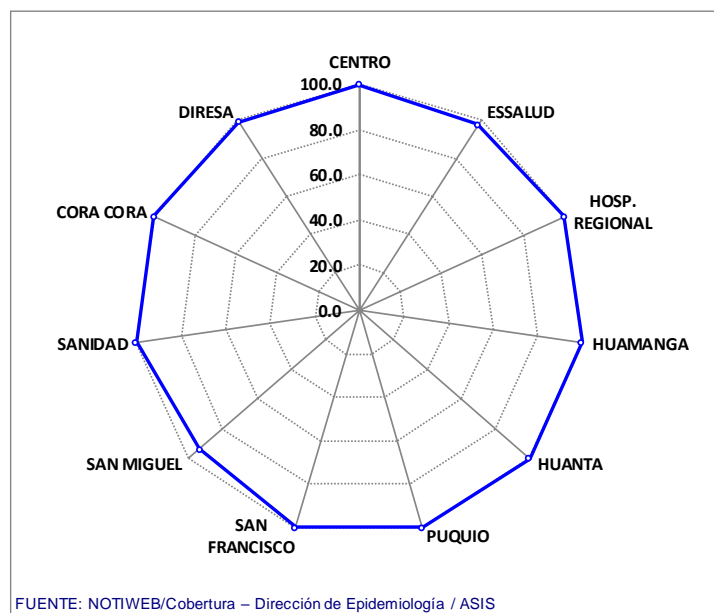 CENTRO
100.0
DIRESA
ESSALUD
80.0
60.0
HOSP.
REGIONAL
CORA CORA
40.0
20.0
0.0
SANIDAD
HUAMANGA
SAN MIGUEL
HUANTA
SAN
FRANCISCO
PUQUIO
FUENTE: NOTIWEB/Cobertura – Dirección de Epidemiología / ASIS